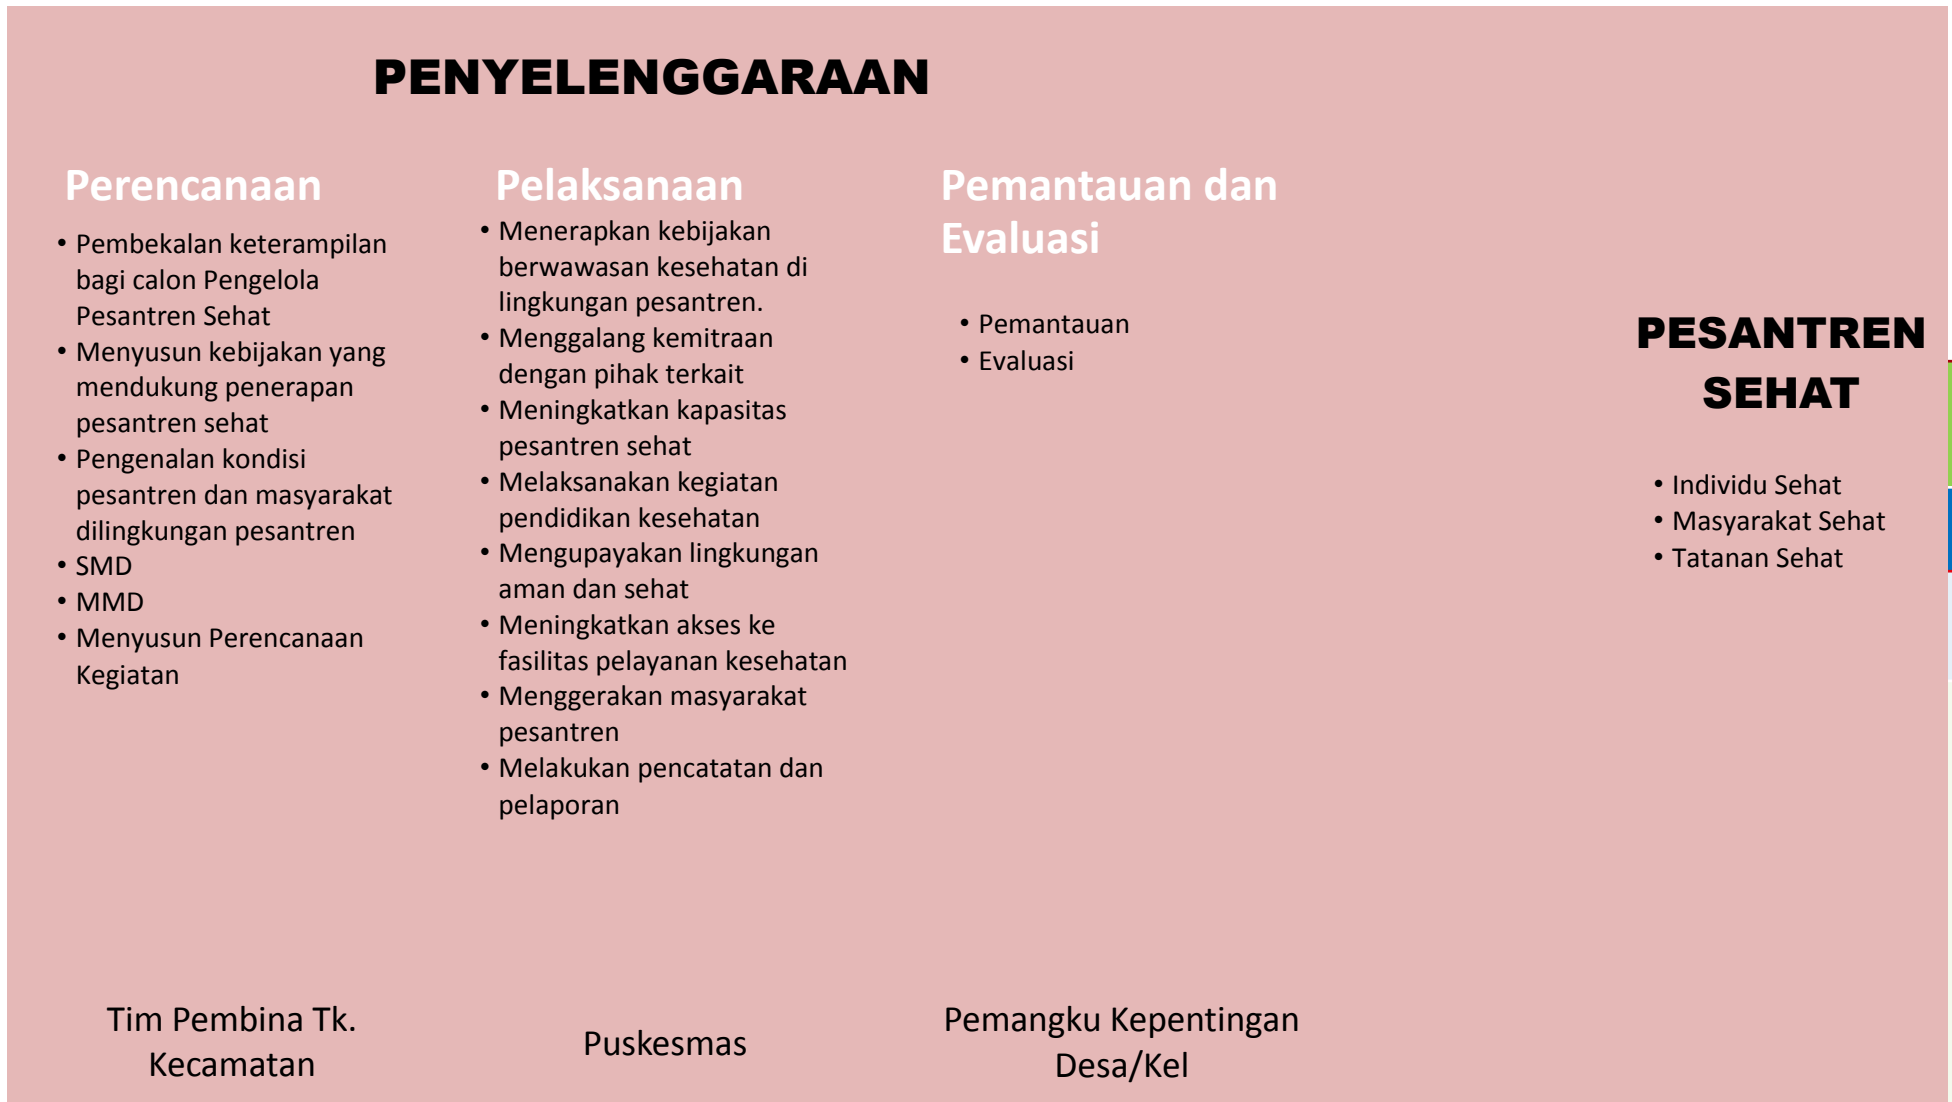 PENYELENGGARAAN
Perencanaan
• Pembekalan keterampilan
bagi calon Pengelola
Pesantren Sehat
• Menyusun kebijakan yang
mendukung penerapan
pesantren sehat
• Pengenalan kondisi
pesantren dan masyarakat
dilingkungan pesantren
• SMD
• MMD
• Menyusun Perencanaan
Kegiatan
Pelaksanaan
• Menerapkan kebijakan
berwawasan kesehatan di
lingkungan pesantren.
• Menggalang kemitraan
dengan pihak terkait
• Meningkatkan kapasitas
pesantren sehat
• Melaksanakan kegiatan
pendidikan kesehatan
• Mengupayakan lingkungan
aman dan sehat
• Meningkatkan akses ke
fasilitas pelayanan kesehatan
• Menggerakan masyarakat
pesantren
• Melakukan pencatatan dan
pelaporan
Pemantauan dan
Evaluasi
• Pemantauan
• Evaluasi
PESANTREN
SEHAT
• Individu Sehat
• Masyarakat Sehat
• Tatanan Sehat
Tim Pembina Tk.
Kecamatan
Puskesmas
Pemangku Kepentingan
Desa/Kel